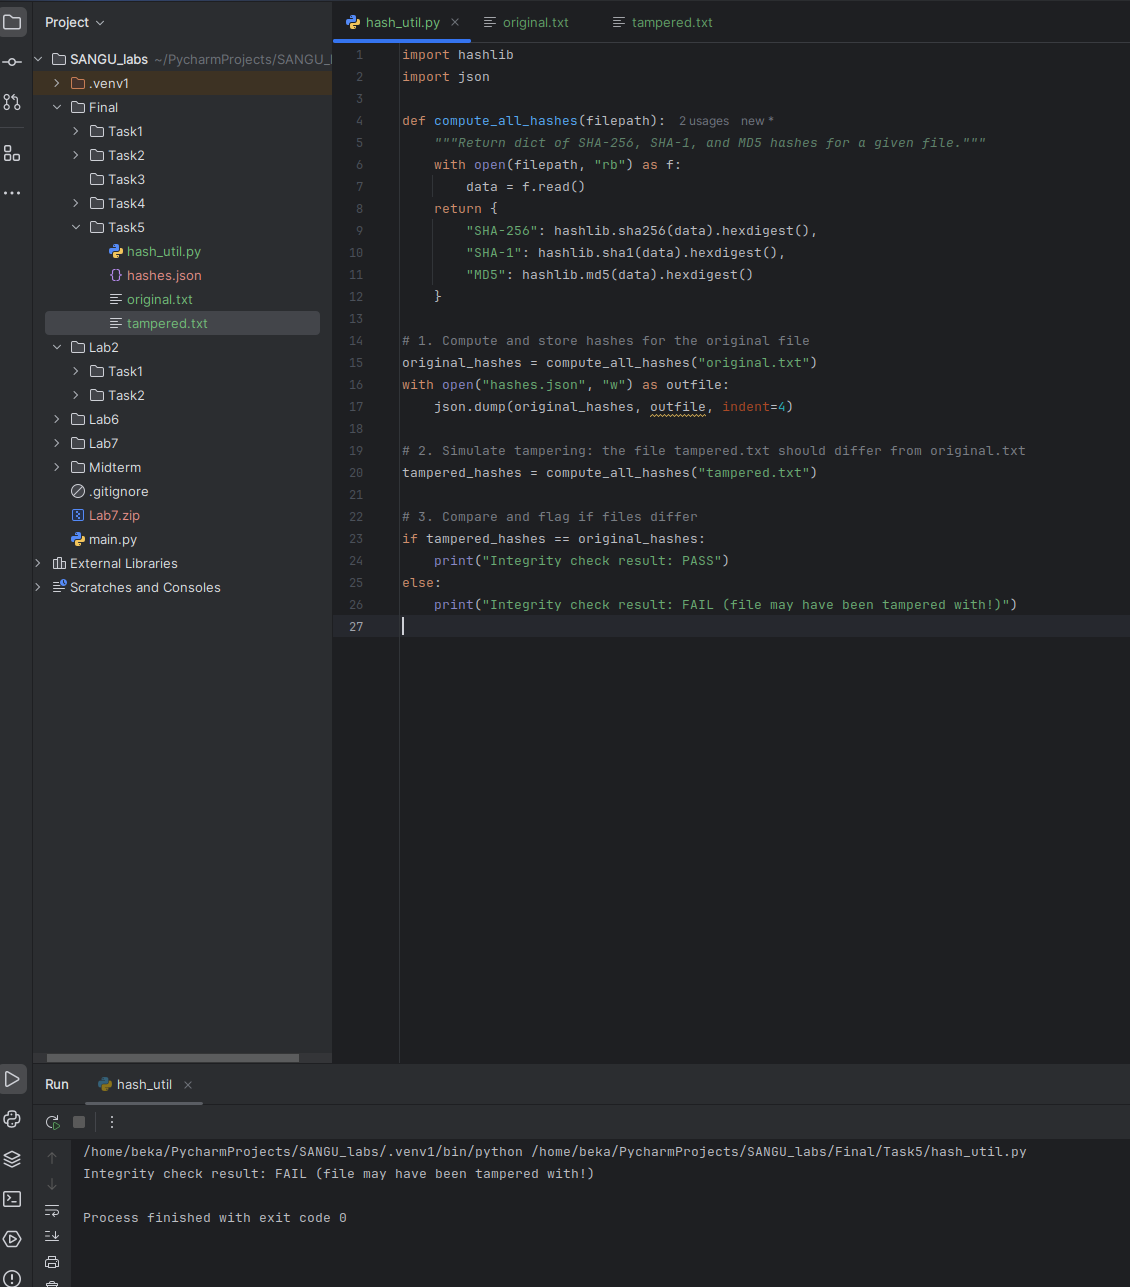 Project
SANGU_labs ~/PycharmProjects/SANGU_l
.venv1
Final
Task1
Task2
Task3
Task4
Task5
hash_util.py
hashes.json
original.txt
tampered.txt
Lab2
Task1
Task2
Lab6
Lab7
Midterm
.gitignore
Lab7.zip
main.py
External Libraries
Scratches and Consoles
hash_util.py
original.txt
tampered.txt
1 import hashlib
2 import json
3
4 def compute_all_hashes(filepath): 2 usages new *
5     """Return dict of SHA-256, SHA-1, and MD5 hashes for a given file."""
6     with open(filepath, "rb") as f:
7         data = f.read()
8     return {
9         "SHA-256": hashlib.sha256(data).hexdigest(),
10         "SHA-1": hashlib.sha1(data).hexdigest(),
11         "MD5": hashlib.md5(data).hexdigest()
12     }
13
14 # 1. Compute and store hashes for the original file
15 original_hashes = compute_all_hashes("original.txt")
16 with open("hashes.json", "w") as outfile:
17     json.dump(original_hashes, outfile, indent=4)
18
19 # 2. Simulate tampering: the file tampered.txt should differ from original.txt
20 tampered_hashes = compute_all_hashes("tampered.txt")
21
22 # 3. Compare and flag if files differ
23 if tampered_hashes == original_hashes:
24     print("Integrity check result: PASS")
25 else:
26     print("Integrity check result: FAIL (file may have been tampered with!)")
27
Run
hash_util
/home/beka/PycharmProjects/SANGU_labs/.venv1/bin/python /home/beka/PycharmProjects/SANGU_labs/Final/Task5/hash_util.py
Integrity check result: FAIL (file may have been tampered with!)
Process finished with exit code 0